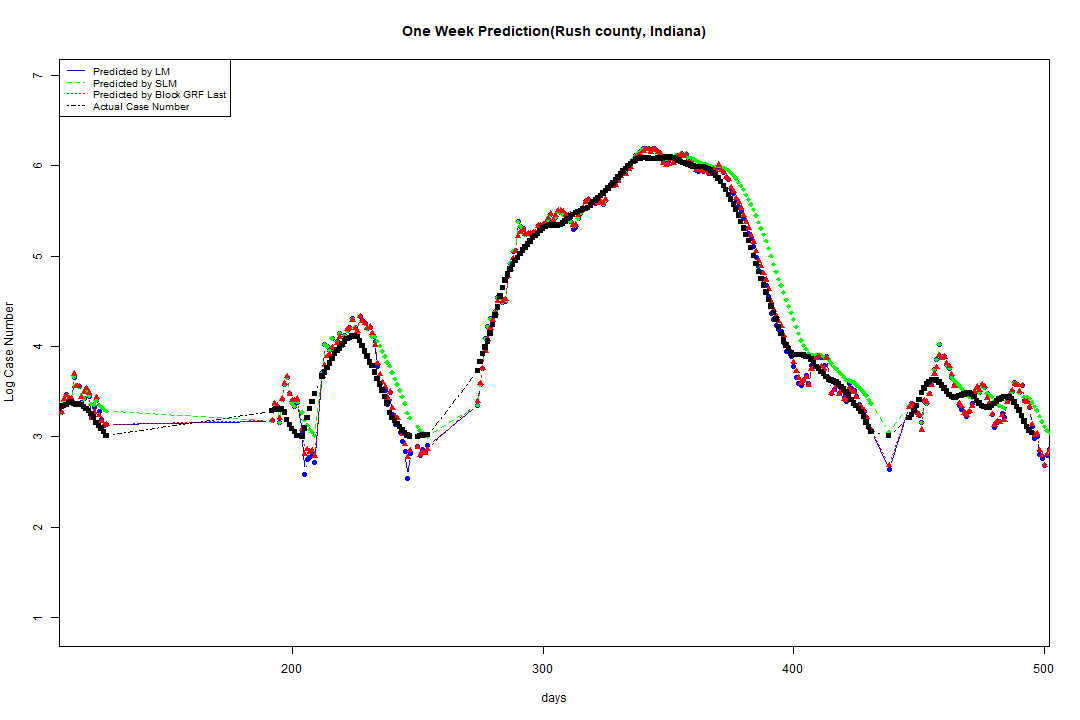 One Week Prediction(Rush county, Indiana)
Predicted by LM
Predicted by SLM
Predicted by Block GRF Last
Actual Case Number
7
6
5
4
3
2
1
Log Case Number
200 300 400 500
days